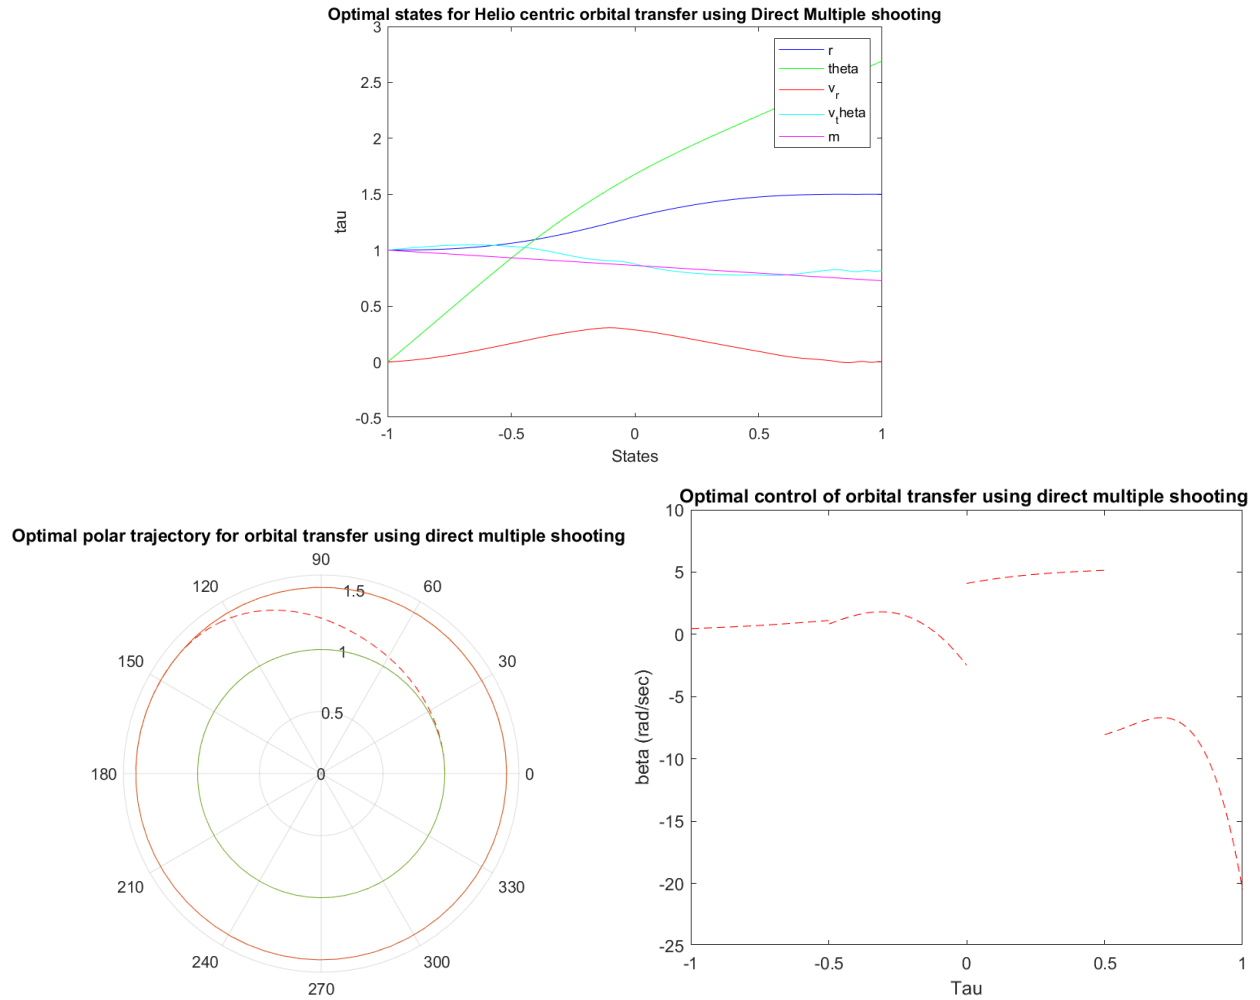 Optimal states for Helio centric orbital transfer using Direct Multiple shooting
3
2.5
2
1.5
1
0.5
0
-0.5
tau
r
theta
v_r
v_theta
m
-1 -0.5 0 0.5 1
States
Optimal polar trajectory for orbital transfer using direct multiple shooting
90
120 60
1.5
150 1 30
0.5
180 0 0
210 330
240 300
270
Optimal control of orbital transfer using direct multiple shooting
10
5
0
-5
-10
-15
-20
-25
beta (rad/sec)
-1 -0.5 0 0.5 1
Tau